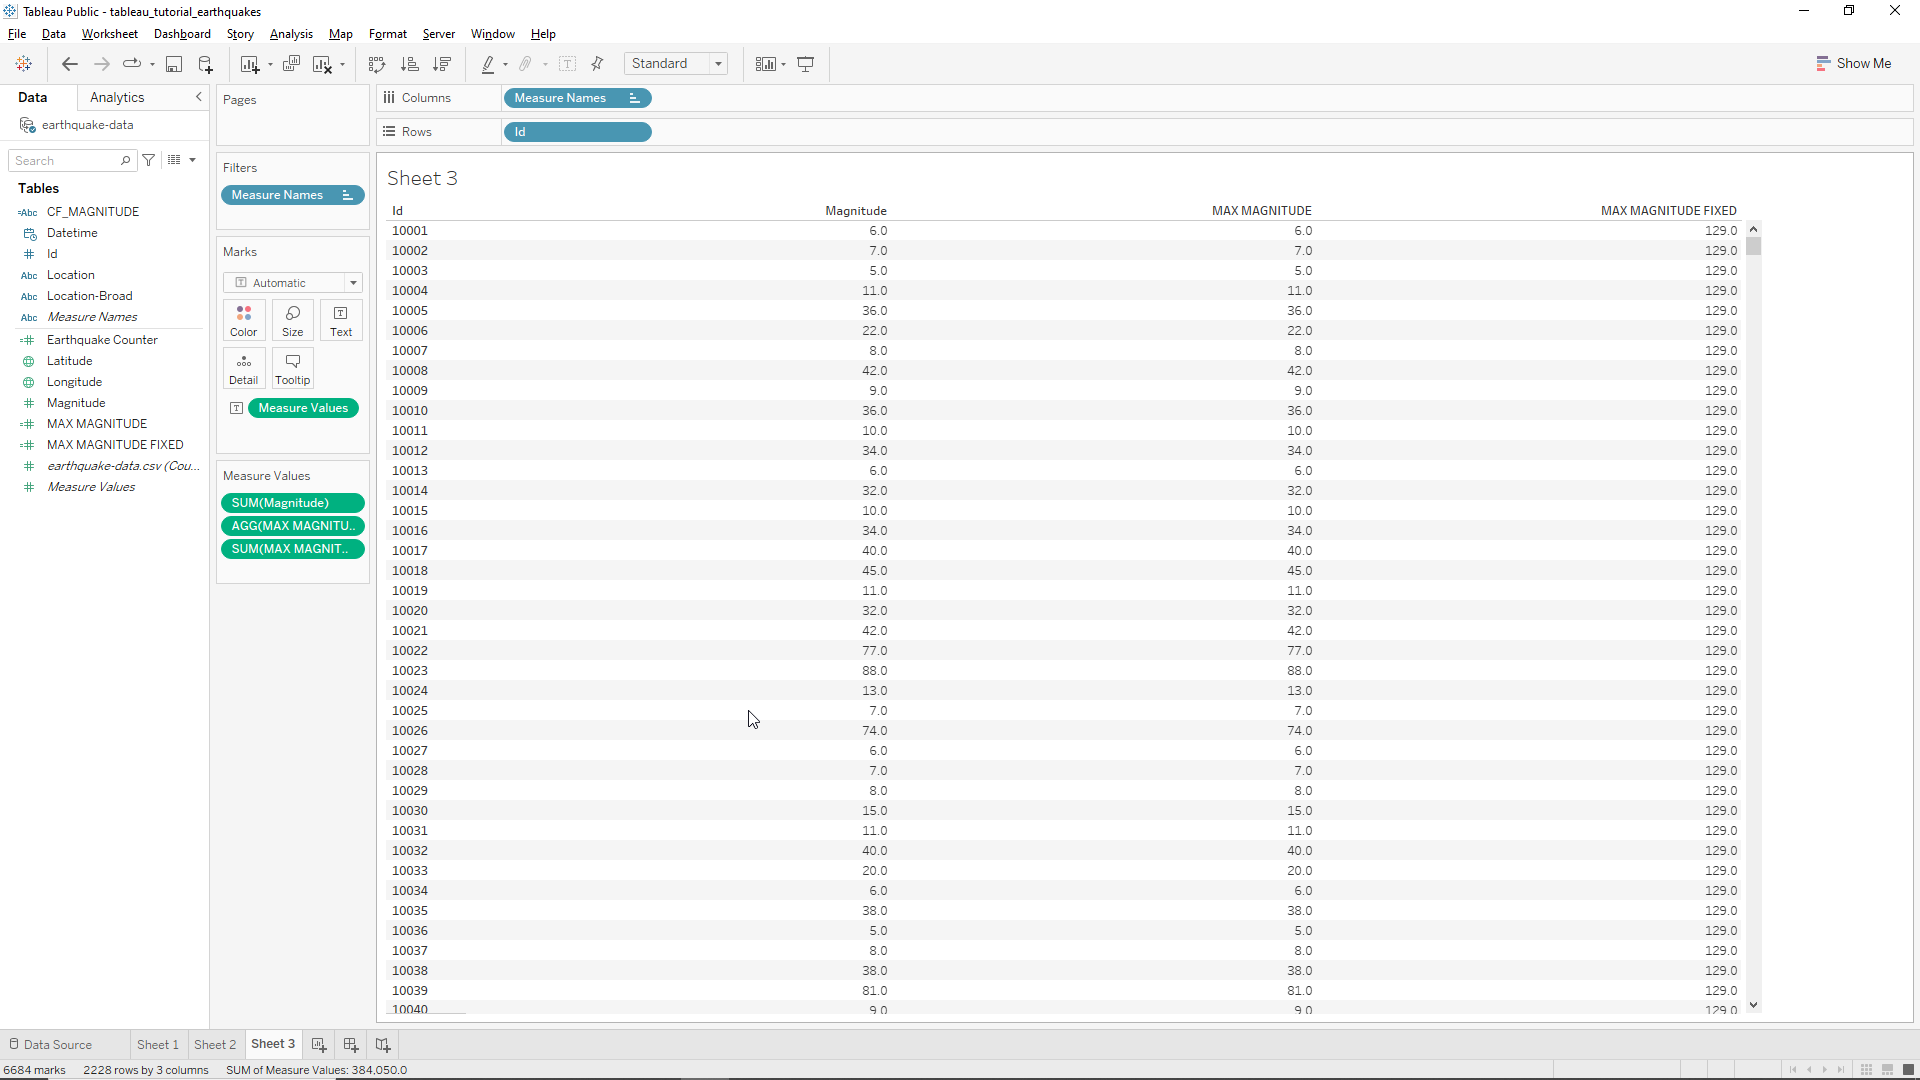 Tableau Public - tableau_tutorial_earthquakes
File Data Worksheet Dashboard Story Analysis Map Format Server Window Help
Standard
Show Me
Data Analytics
earthquake-data
Search
Tables
=Abc CF_MAGNITUDE
Datetime
# Id
Abc Location
Abc Location-Broad
Abc Measure Names
=# Earthquake Counter
Latitude
Longitude
# Magnitude
=# MAX MAGNITUDE
=# MAX MAGNITUDE FIXED
# earthquake-data.csv (Cou...
# Measure Values
Pages
Filters
Measure Names
Marks
Automatic
Color Size Text
Detail Tooltip
Measure Values
Measure Values
SUM(Magnitude)
AGG(MAX MAGNITU..
SUM(MAX MAGNIT..
Columns Measure Names
Rows Id
Sheet 3
Id Magnitude MAX MAGNITUDE MAX MAGNITUDE FIXED
10001 6.0 6.0 129.0
10002 7.0 7.0 129.0
10003 5.0 5.0 129.0
10004 11.0 11.0 129.0
10005 36.0 36.0 129.0
10006 22.0 22.0 129.0
10007 8.0 8.0 129.0
10008 42.0 42.0 129.0
10009 9.0 9.0 129.0
10010 36.0 36.0 129.0
10011 10.0 10.0 129.0
10012 34.0 34.0 129.0
10013 6.0 6.0 129.0
10014 32.0 32.0 129.0
10015 10.0 10.0 129.0
10016 34.0 34.0 129.0
10017 40.0 40.0 129.0
10018 45.0 45.0 129.0
10019 11.0 11.0 129.0
10020 32.0 32.0 129.0
10021 42.0 42.0 129.0
10022 77.0 77.0 129.0
10023 88.0 88.0 129.0
10024 13.0 13.0 129.0
10025 7.0 7.0 129.0
10026 74.0 74.0 129.0
10027 6.0 6.0 129.0
10028 7.0 7.0 129.0
10029 8.0 8.0 129.0
10030 15.0 15.0 129.0
10031 11.0 11.0 129.0
10032 40.0 40.0 129.0
10033 20.0 20.0 129.0
10034 6.0 6.0 129.0
10035 38.0 38.0 129.0
10036 5.0 5.0 129.0
10037 8.0 8.0 129.0
10038 38.0 38.0 129.0
10039 81.0 81.0 129.0
10040 9.0 9.0 129.0
Data Source Sheet 1 Sheet 2 Sheet 3
6684 marks 2228 rows by 3 columns SUM of Measure Values: 384,050.0